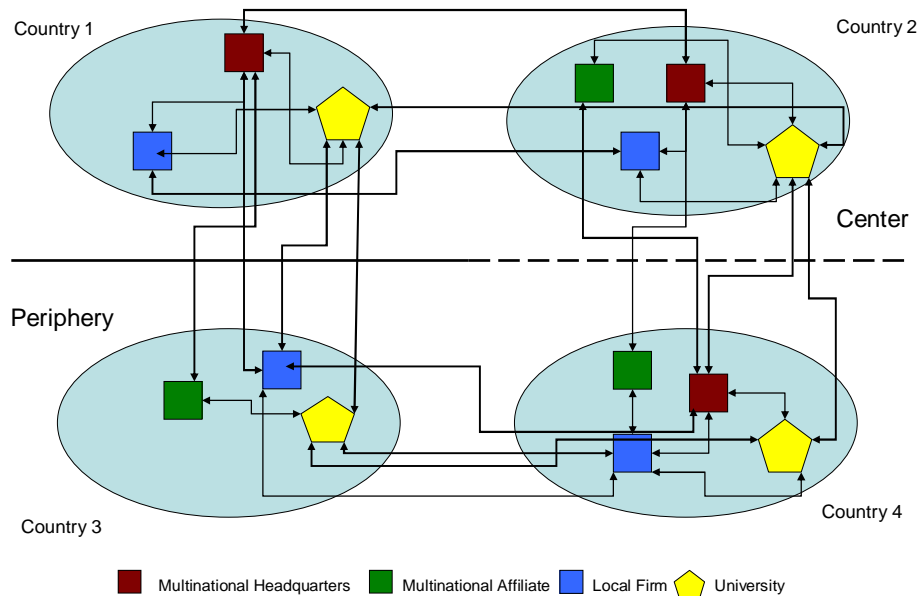 Country 1
Country 2
Center
Periphery
Country 3
Country 4
Multinational Headquarters
Multinational Affiliate
Local Firm
University